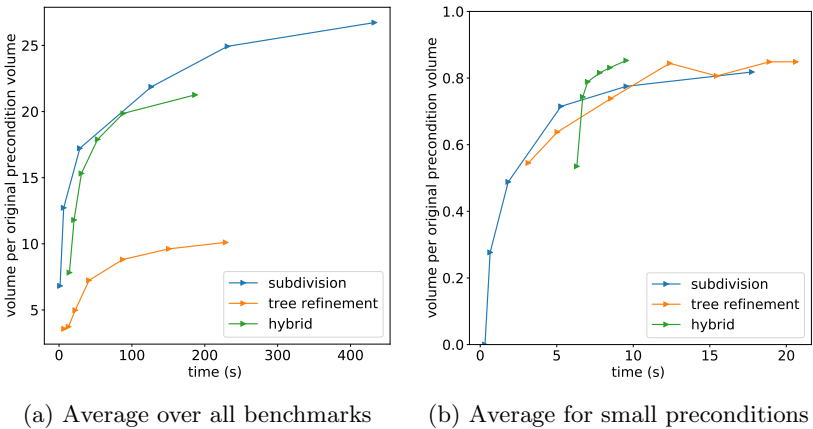 volume per original precondition volume
25
20
15
10
5
0
100
200
300
400
time (s)
subdivision
tree refinement
hybrid
(a) Average over all benchmarks
volume per original precondition volume
1.0
0.8
0.6
0.4
0.2
0.0
0
5
10
15
20
time (s)
subdivision
tree refinement
hybrid
(b) Average for small preconditions